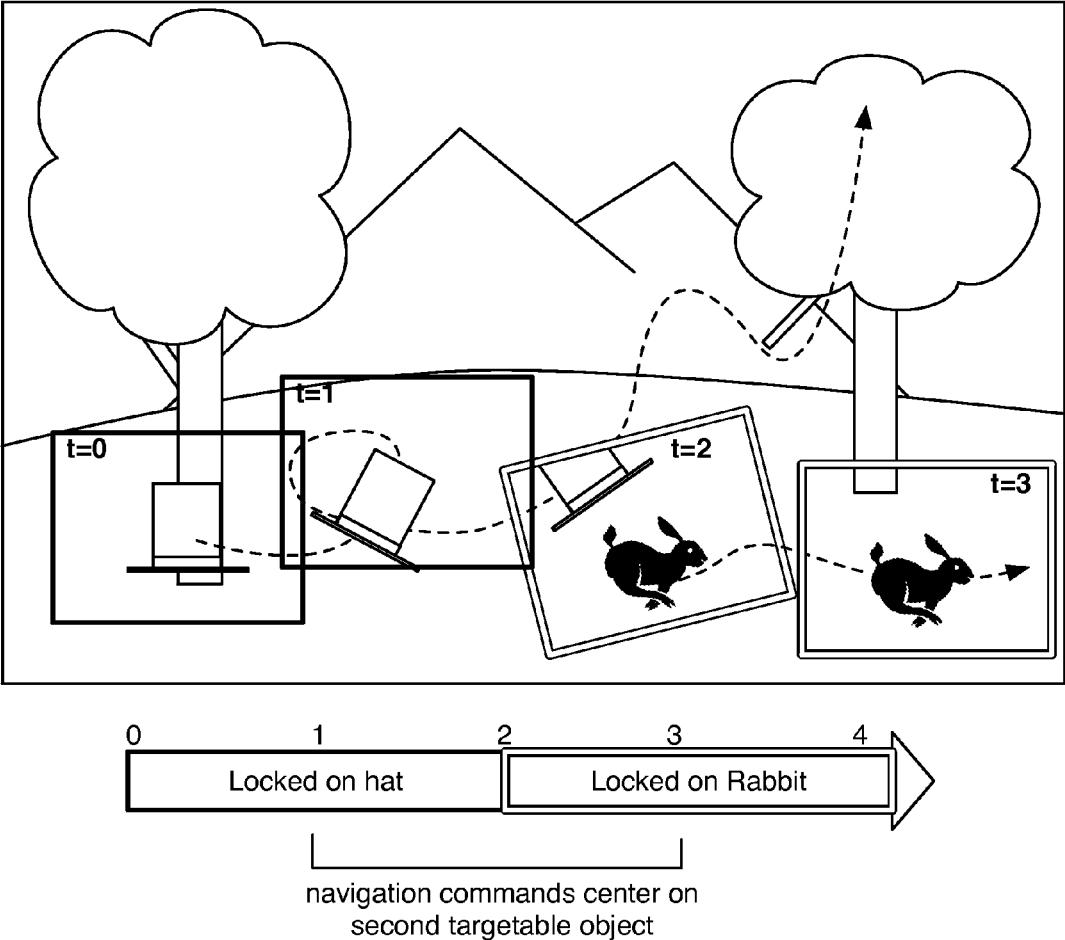 t=0
t=1
t=2
t=3
0 1 2 3 4
Locked on hat Locked on Rabbit
navigation commands center on
second targetable object